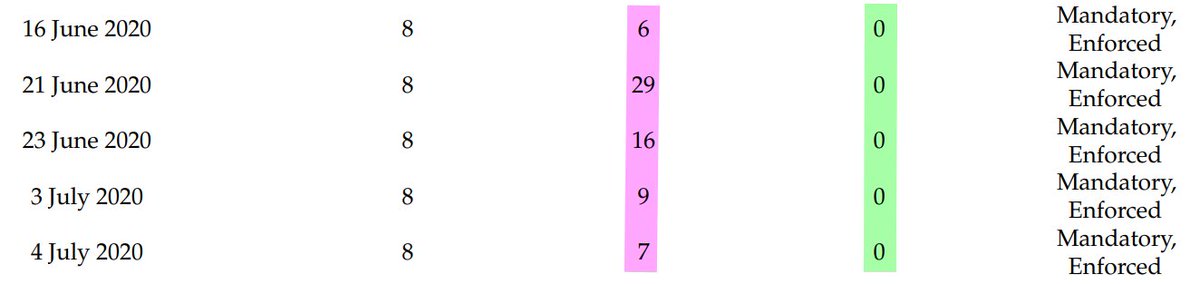 16 June 2020 8 6 0 Mandatory,
Enforced
21 June 2020 8 29 0 Mandatory,
Enforced
23 June 2020 8 16 0 Mandatory,
Enforced
3 July 2020 8 9 0 Mandatory,
Enforced
4 July 2020 8 7 0 Mandatory,
Enforced